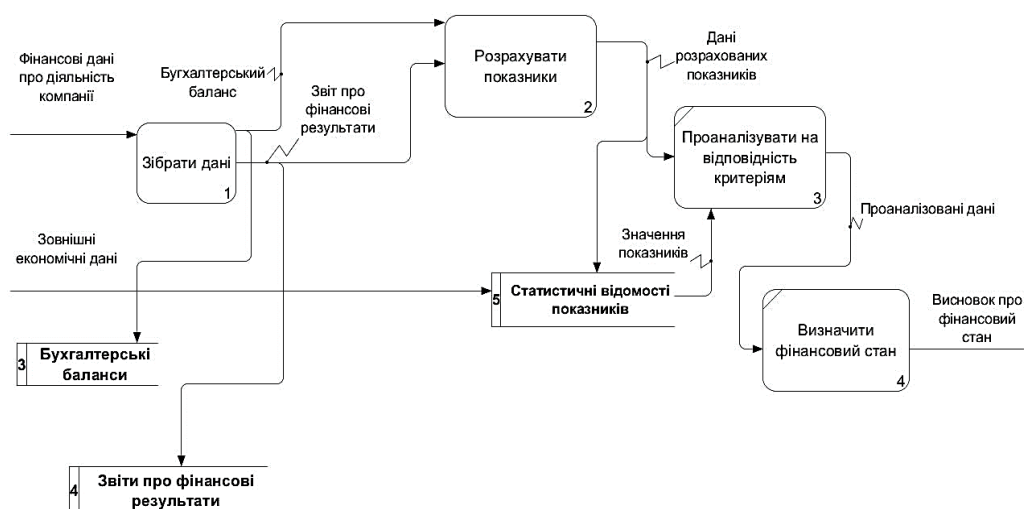 Фінансові дані
про діяльність
компанії
Бугхалтерський
баланс
Звіт про
фінансові
результати
Розрахувати
показники
2
Дані
розрахованих
показників
Зібрати дані
1
Проаналізувати на
відповідність
критеріям
3
Проаналізовані дані
Зовнішні
економічні дані
Значення
показників
5
Статистичні відомості
показників
Визначити
фінансовий стан
4
Висновок про
фінансовий
стан
3
Бухгалтерські
баланси
4
Звіти про фінансові
результати